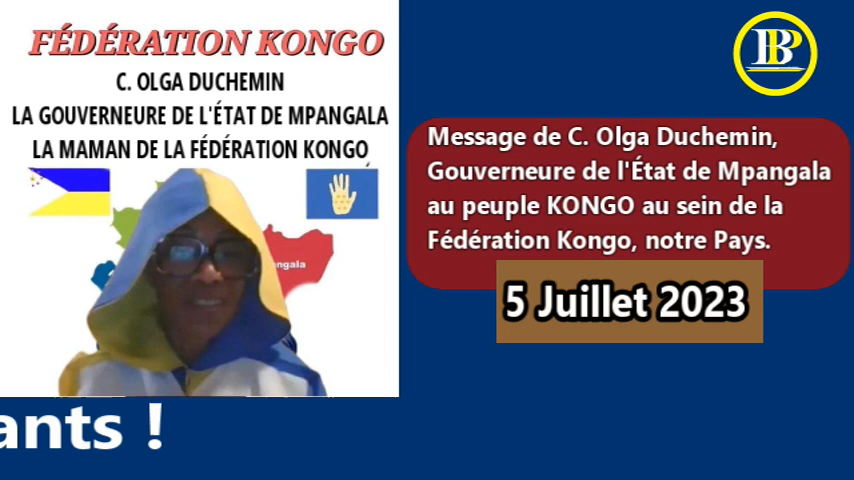 FÉDÉRATION KONGO
C. OLGA DUCHEMIN
LA GOUVERNEURE DE L'ÉTAT DE MPANGALA
LA MAMAN DE LA FÉDÉRATION KONGO
ngala
BP
Message de C. Olga Duchemin,
Gouverneure de l'État de Mpangala
au peuple KONGO au sein de la
Fédération Kongo, notre Pays.
5 Juillet 2023
ants !